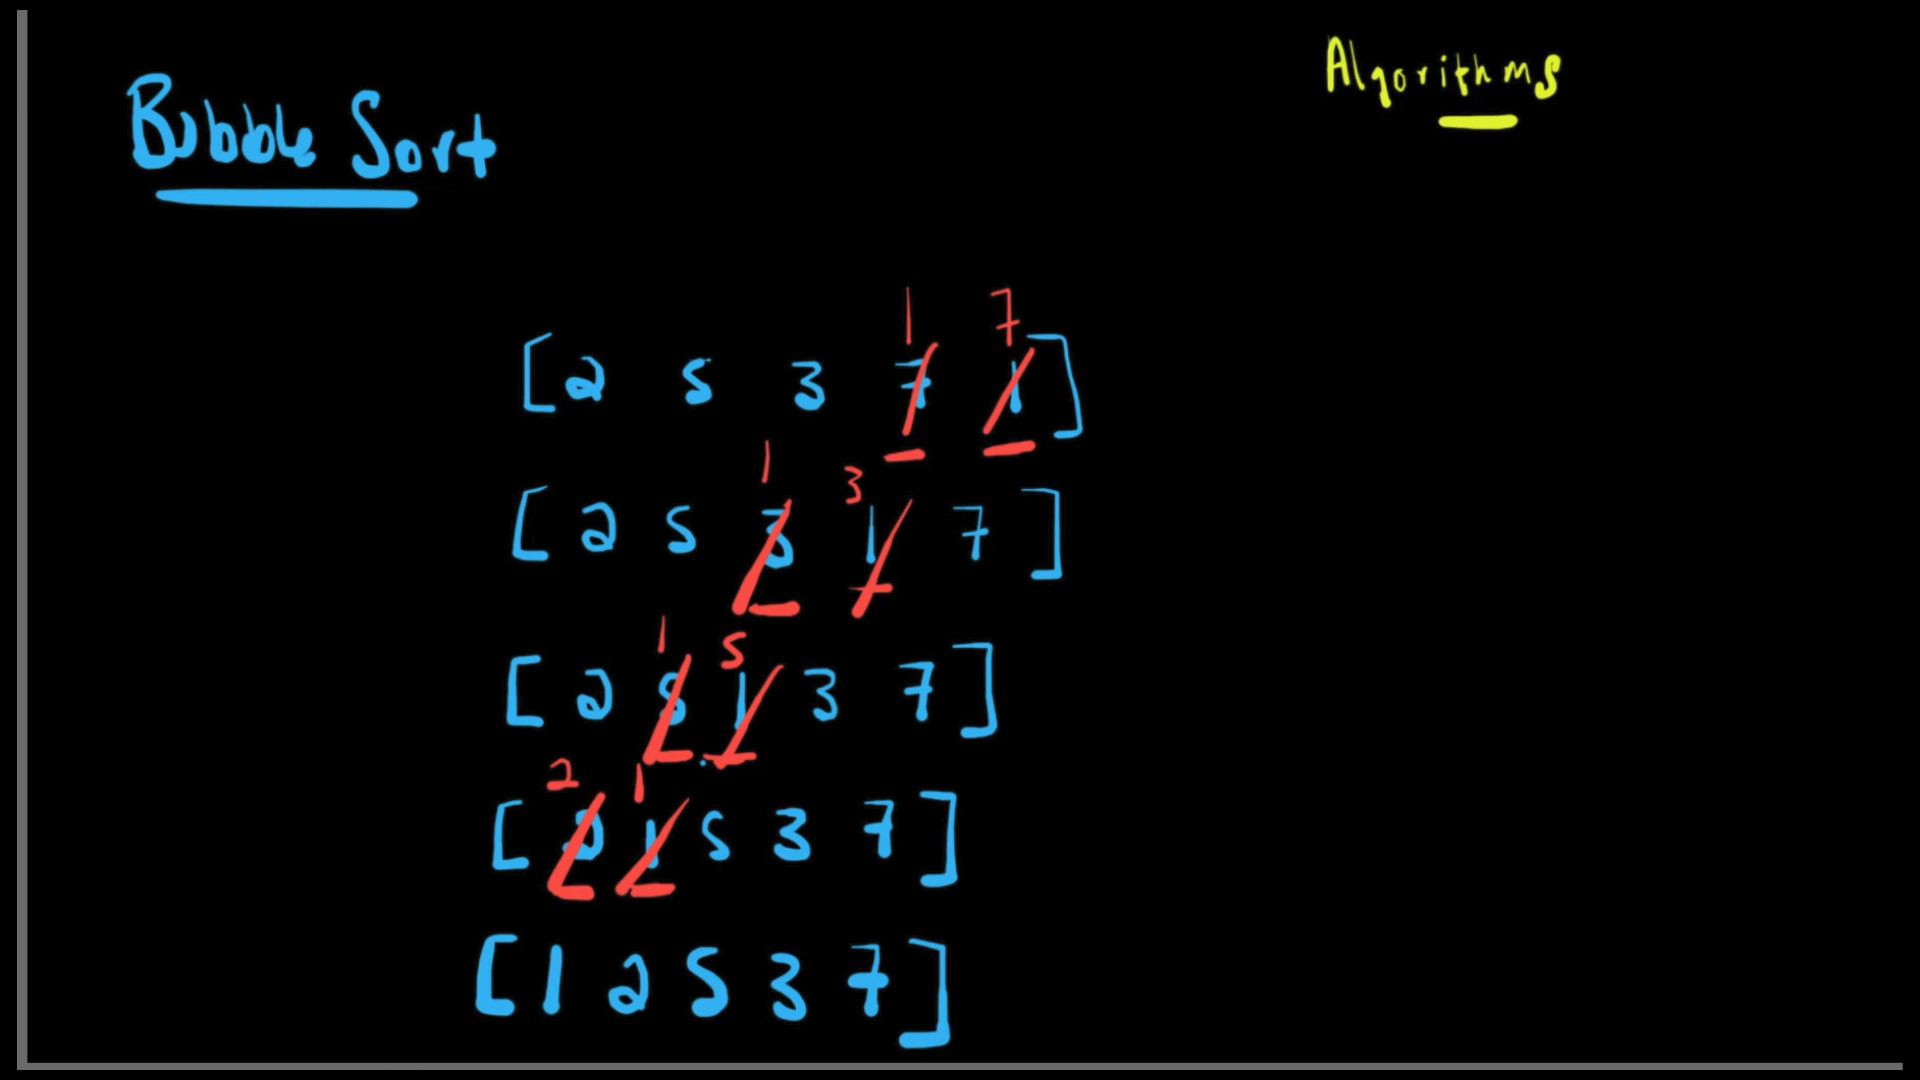 Algorithms
Bubble Sort
1 7
[2 5 3 7 1]
1 3
[2 5 3 1 7]
1 5
[2 5 1 3 7]
2 1
[2 1 5 3 7]
[1 2 5 3 7]